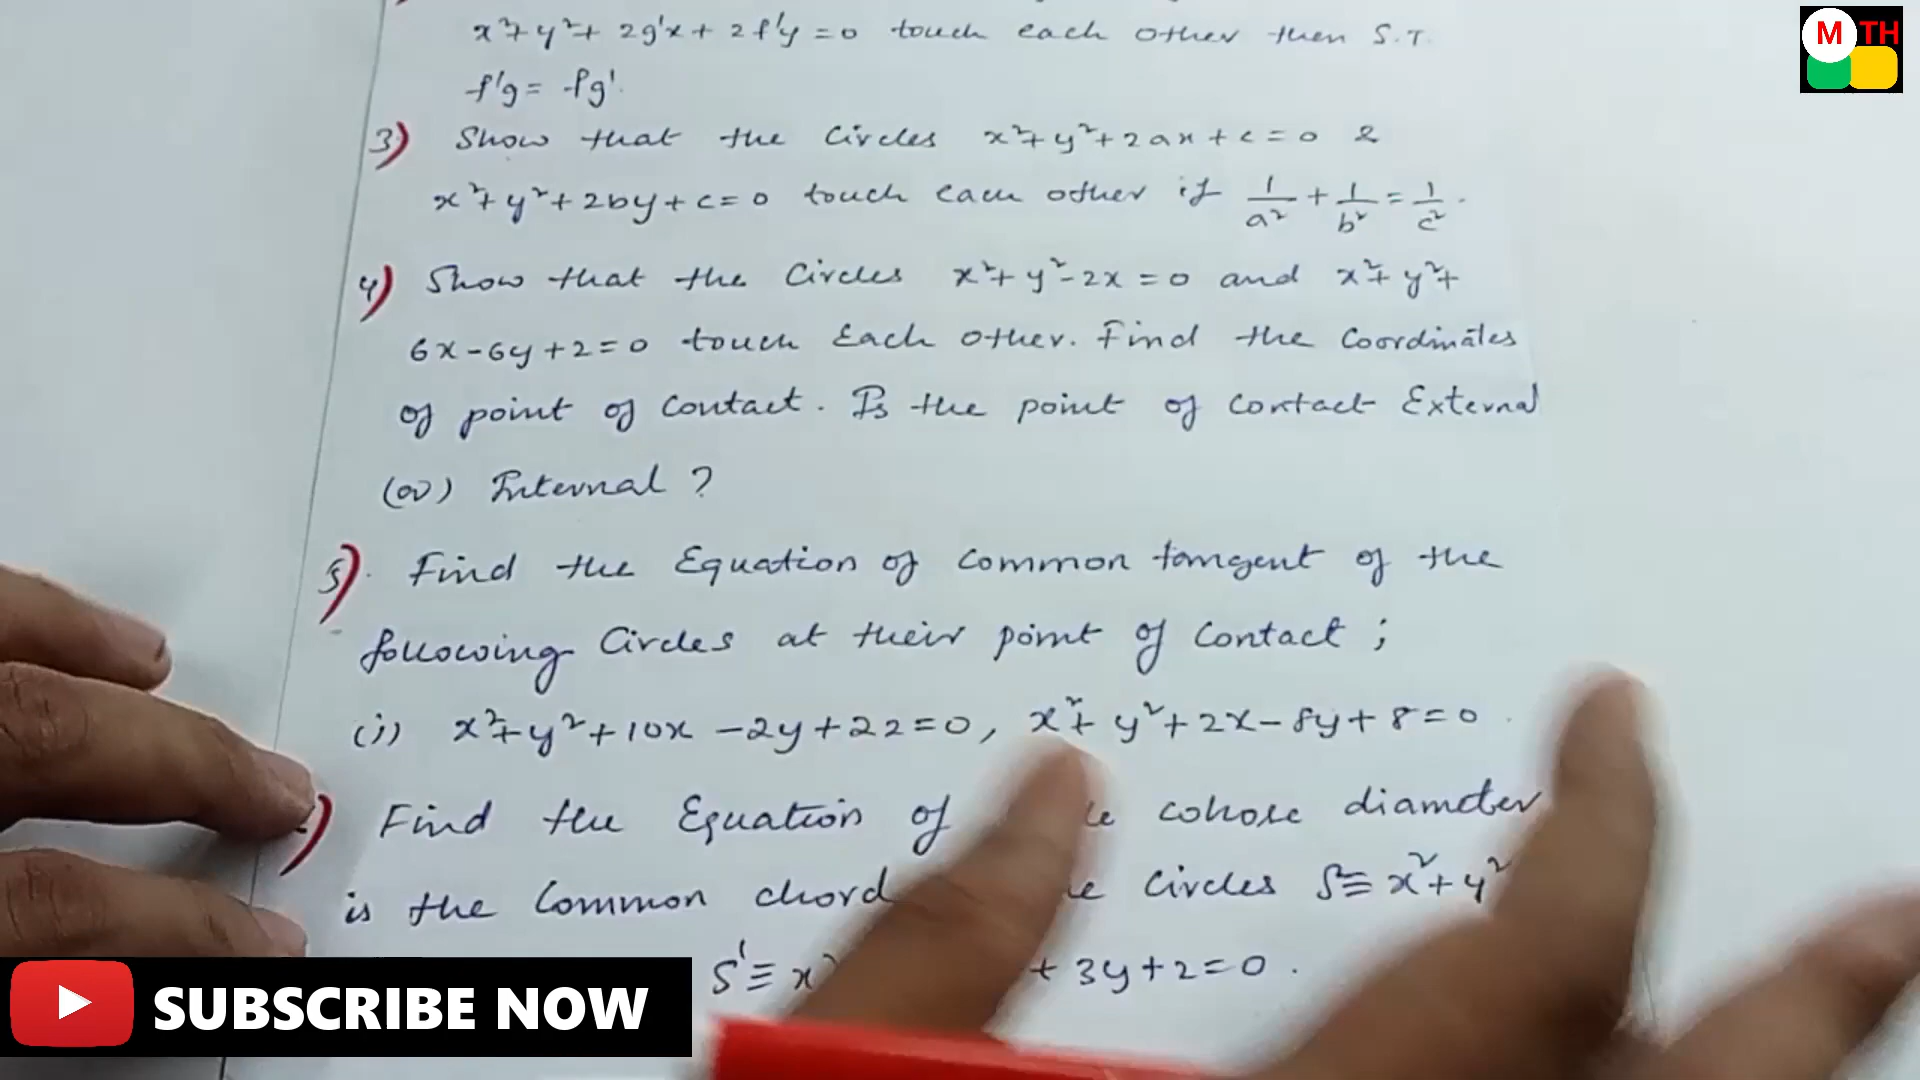 x²+y²+ 2g'x + 2f'y = 0 touch each other then S.T.
f'g = fg'.
3) Show that the Circles x²+y²+2ax+c=0 &
x²+y²+2by+c=0 touch each other if 1/a² + 1/b² = 1/c².
4) Show that the Circles x²+y²-2x=0 and x²+y²+
6x-6y+2=0 touch Each other. Find the Coordinates
of point of Contact. Is the point of contact External
(or) Internal ?
5). Find the Equation of common tangent of the
following Circles at their point of Contact ;
(i) x²+y²+10x-2y+22=0, x²+y²+2x-8y+8=0.
) Find the Equation of whose diameter
is the Common chord Circles S≡x²+y²
S'≡x + 3y+2=0.
M TH
SUBSCRIBE NOW